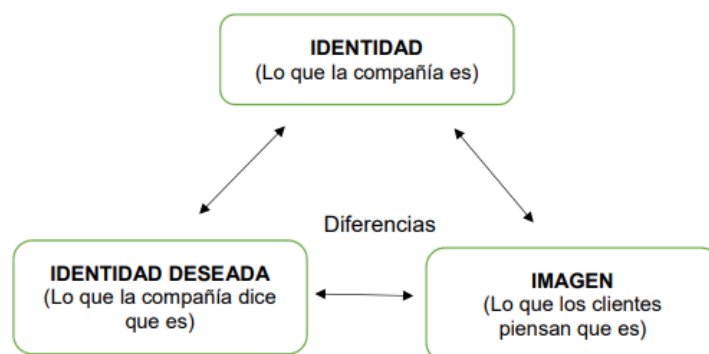 IDENTIDAD
(Lo que la compañía es)
Diferencias
IDENTIDAD DESEADA
(Lo que la compañía dice
que es)
IMAGEN
(Lo que los clientes
piensan que es)